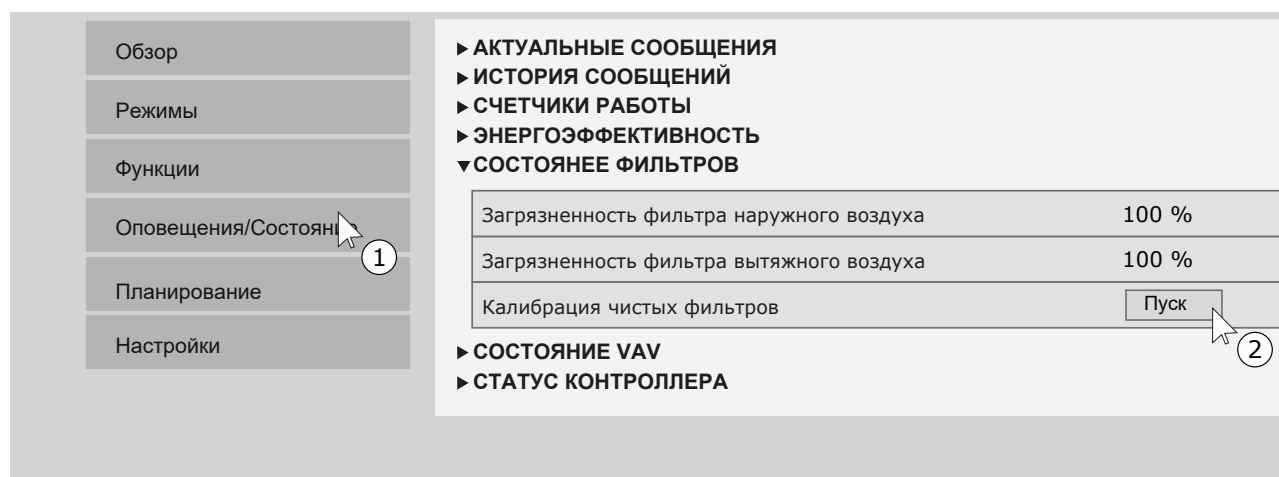 Обзор
Режимы
Функции
Оповещения/Состояние
1
Планирование
Настройки
АКТУАЛЬНЫЕ СООБЩЕНИЯ
ИСТОРИЯ СООБЩЕНИЙ
СЧЕТЧИКИ РАБОТЫ
ЭНЕРГОЭФФЕКТИВНОСТЬ
СОСТОЯНЕЕ ФИЛЬТРОВ
Загрязненность фильтра наружного воздуха 100 %
Загрязненность фильтра вытяжного воздуха 100 %
Калибрация чистых фильтров Пуск
2
СОСТОЯНИЕ VAV
СТАТУС КОНТРОЛЛЕРА